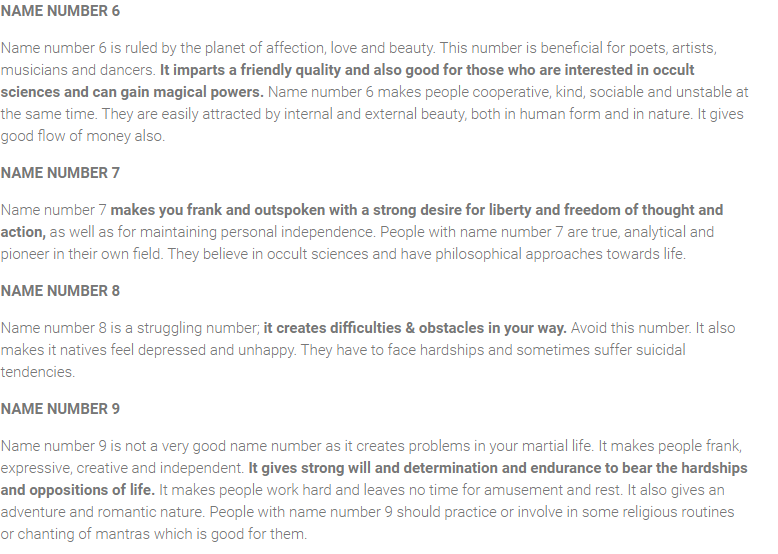 NAME NUMBER 6
Name number 6 is ruled by the planet of affection, love and beauty. This number is beneficial for poets, artists,
musicians and dancers. It imparts a friendly quality and also good for those who are interested in occult
sciences and can gain magical powers. Name number 6 makes people cooperative, kind, sociable and unstable at
the same time. They are easily attracted by internal and external beauty, both in human form and in nature. It gives
good flow of money also.
NAME NUMBER 7
Name number 7 makes you frank and outspoken with a strong desire for liberty and freedom of thought and
action, as well as for maintaining personal independence. People with name number 7 are true, analytical and
pioneer in their own field. They believe in occult sciences and have philosophical approaches towards life.
NAME NUMBER 8
Name number 8 is a struggling number; it creates difficulties & obstacles in your way. Avoid this number. It also
makes it natives feel depressed and unhappy. They have to face hardships and sometimes suffer suicidal
tendencies.
NAME NUMBER 9
Name number 9 is not a very good name number as it creates problems in your martial life. It makes people frank,
expressive, creative and independent. It gives strong will and determination and endurance to bear the hardships
and oppositions of life. It makes people work hard and leaves no time for amusement and rest. It also gives an
adventure and romantic nature. People with name number 9 should practice or involve in some religious routines
or chanting of mantras which is good for them.